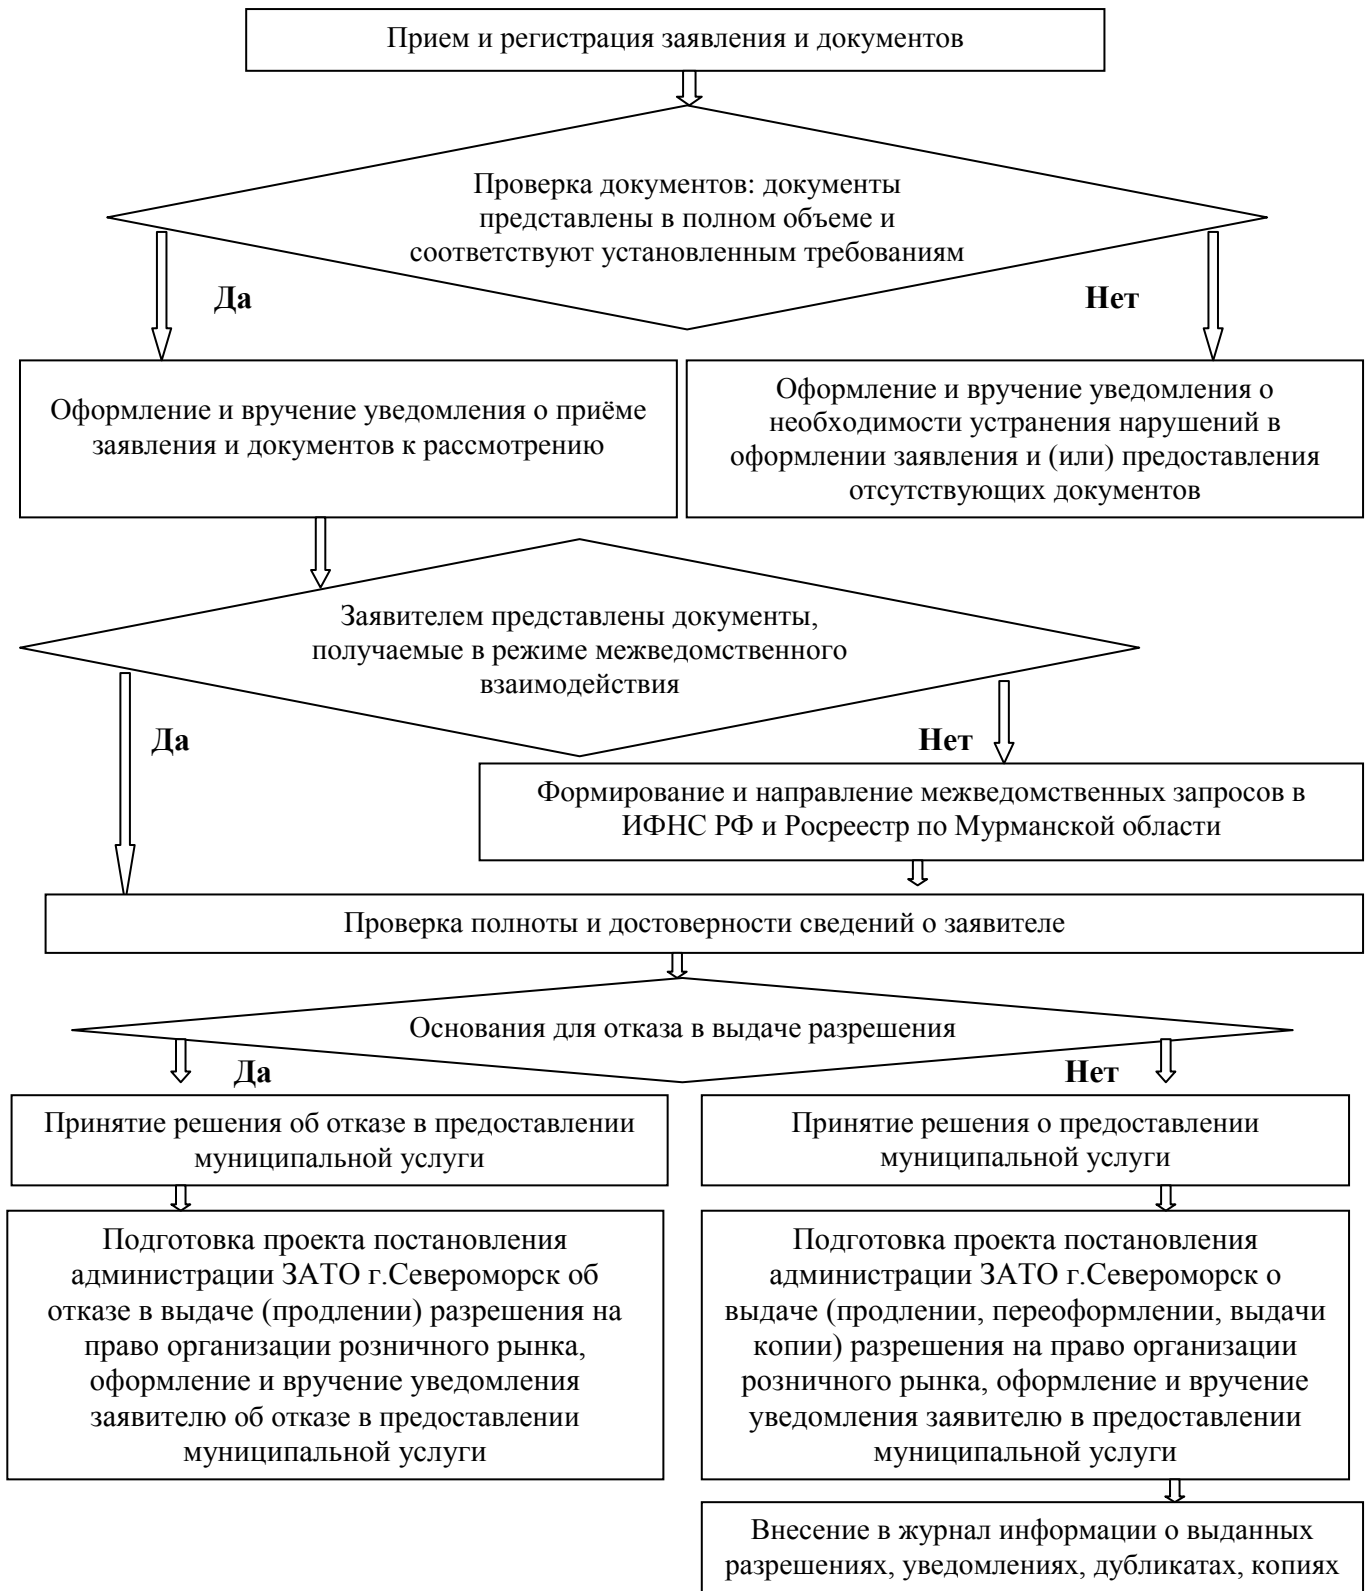 Прием и регистрация заявления и документов
Проверка документов: документы
представлены в полном объеме и
соответствуют установленным требованиям
Да
Нет
Оформление и вручение уведомления о приёме
заявления и документов к рассмотрению
Оформление и вручение уведомления о
необходимости устранения нарушений в
оформлении заявления и (или) предоставления
отсутствующих документов
Заявителем представлены документы,
получаемые в режиме межведомственного
взаимодействия
Да
Нет
Формирование и направление межведомственных запросов в
ИФНС РФ и Росреестр по Мурманской области
Проверка полноты и достоверности сведений о заявителе
Основания для отказа в выдаче разрешения
Да
Нет
Принятие решения об отказе в предоставлении
муниципальной услуги
Принятие решения о предоставлении
муниципальной услуги
Подготовка проекта постановления
администрации ЗАТО г.Североморск об
отказе в выдаче (продлении) разрешения на
право организации розничного рынка,
оформление и вручение уведомления
заявителю об отказе в предоставлении
муниципальной услуги
Подготовка проекта постановления
администрации ЗАТО г.Североморск о
выдаче (продлении, переоформлении, выдачи
копии) разрешения на право организации
розничного рынка, оформление и вручение
уведомления заявителю в предоставлении
муниципальной услуги
Внесение в журнал информации о выданных
разрешениях, уведомлениях, дубликатах, копиях